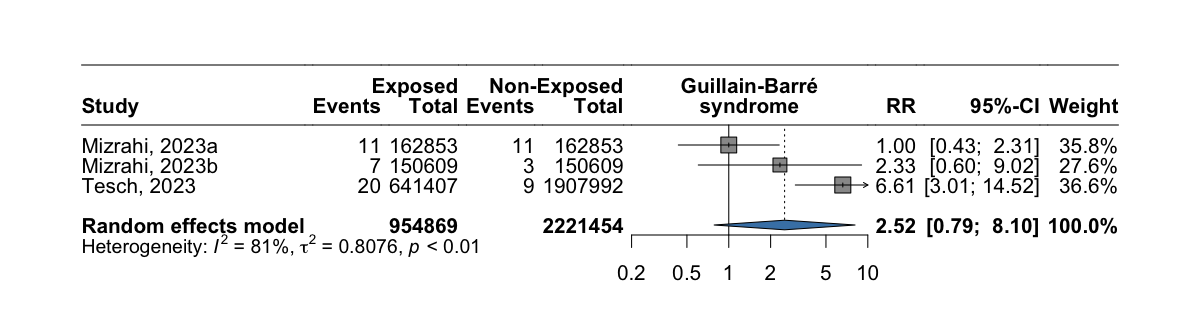 Exposed Non-Exposed Guillain-Barré
Study Events Total Events Total syndrome RR 95%-CI Weight
Mizrahi, 2023a 11 162853 11 162853 1.00 [0.43; 2.31] 35.8%
Mizrahi, 2023b 7 150609 3 150609 2.33 [0.60; 9.02] 27.6%
Tesch, 2023 20 641407 9 1907992 6.61 [3.01; 14.52] 36.6%
Random effects model 954869 2221454 2.52 [0.79; 8.10] 100.0%
Heterogeneity: I² = 81%, τ² = 0.8076, p < 0.01
0.2 0.5 1 2 5 10